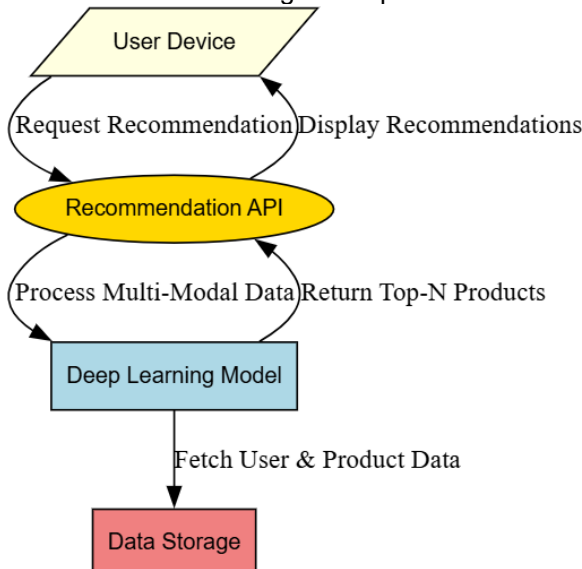 User Device
Request Recommendation
Display Recommendations
Recommendation API
Process Multi-Modal Data
Return Top-N Products
Deep Learning Model
Fetch User & Product Data
Data Storage